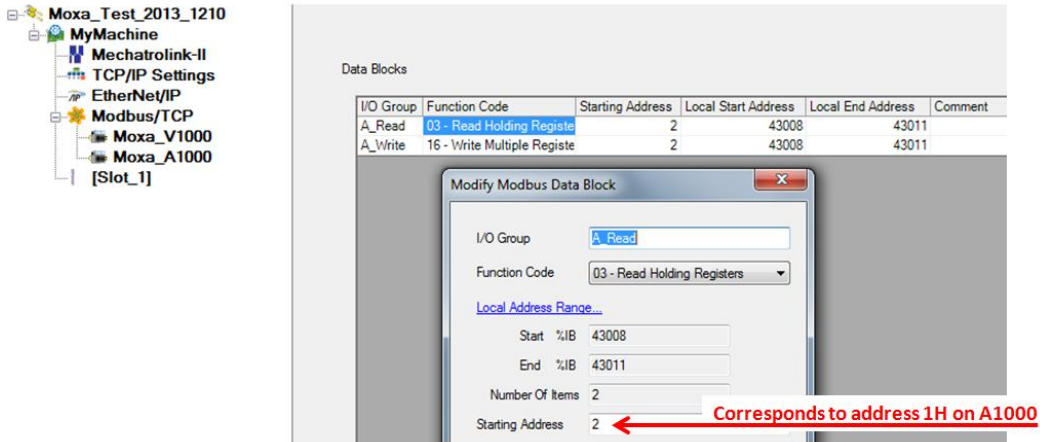 Moxa_Test_2013_1210
MyMachine
Mechatrolink-II
TCP/IP Settings
EtherNet/IP
Modbus/TCP
Moxa_V1000
Moxa_A1000
[Slot_1]
Data Blocks
I/O Group Function Code Starting Address Local Start Address Local End Address Comment
A_Read 03 - Read Holding Registe 2 43008 43011
A_Write 16 - Write Multiple Registe 2 43008 43011
Modify Modbus Data Block
I/O Group A_Read
Function Code 03 - Read Holding Registers
Local Address Range...
Start %IB 43008
End %IB 43011
Number Of Items 2
Starting Address 2
Corresponds to address 1H on A1000